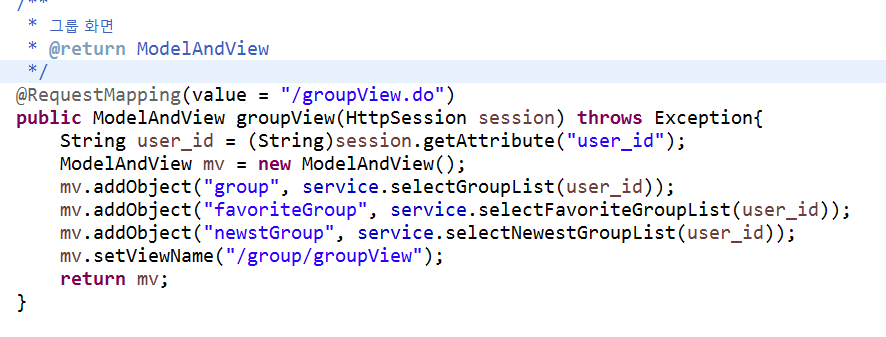 /**
* 그룹 화면
* @return ModelAndView
*/
@RequestMapping(value = "/groupView.do")
public ModelAndView groupView(HttpSession session) throws Exception{
String user_id = (String)session.getAttribute("user_id");
ModelAndView mv = new ModelAndView();
mv.addObject("group", service.selectGroupList(user_id));
mv.addObject("favoriteGroup", service.selectFavoriteGroupList(user_id));
mv.addObject("newstGroup", service.selectNewestGroupList(user_id));
mv.setViewName("/group/groupView");
return mv;
}